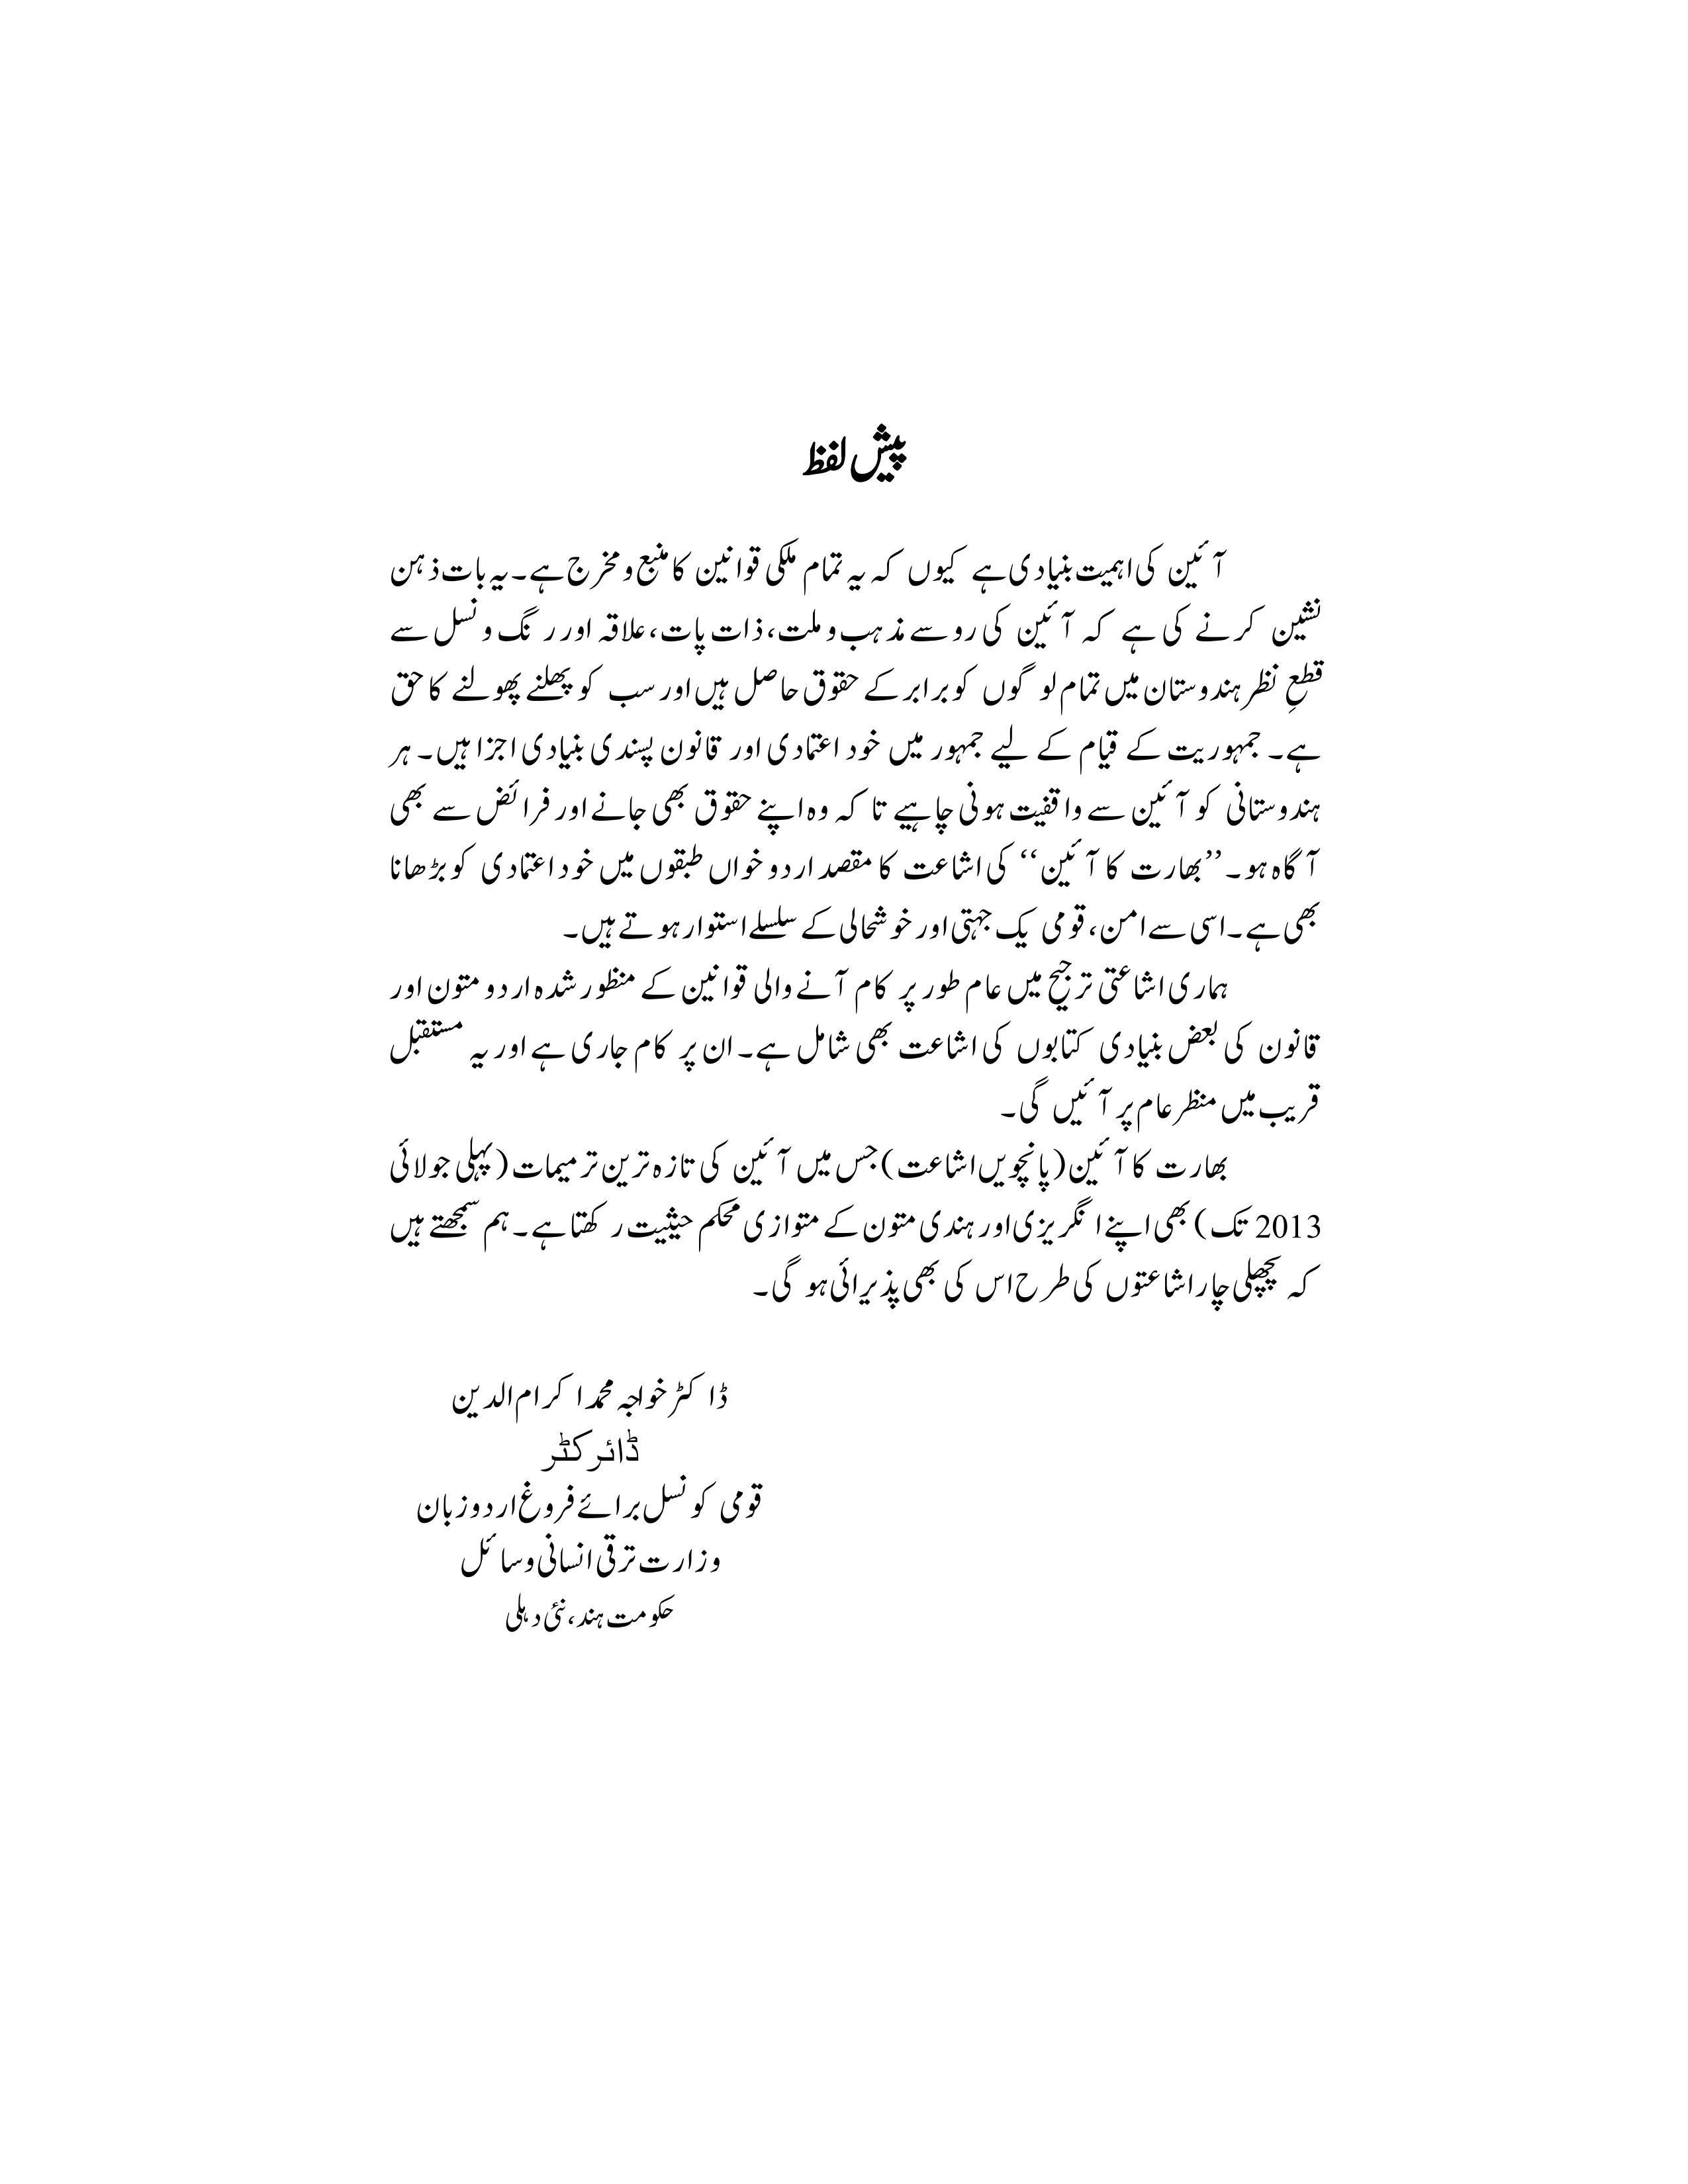 پیش لفظ
آئین کی اہمیت بنیادی ہے کیوں کہ یہ تمام ملکی قوانین کا منبع و مخرج ہے۔ یہ بات ذہن
نشین کرنے کی ہے کہ آئین کی رو سے مذہب و ملت، ذات پات، علاقہ اور رنگ و نسل سے
قطعِ نظر ہندوستان میں تمام لوگوں کو برابر کے حقوق حاصل ہیں اور سب کو پھلنے پھولنے کا حق
ہے۔ جمہوریت کے قیام کے لیے جمہور میں خود اعتمادی اور قانون پسندی بنیادی اجزا ہیں۔ ہر
ہندوستانی کو آئین سے واقفیت ہونی چاہیے تاکہ وہ اپنے حقوق بھی جانے اور فرائض سے بھی
آگاہ ہو۔ ’’بھارت کا آئین‘‘ کی اشاعت کا مقصد اردو خواں طبقوں میں خود اعتمادی کو بڑھانا
بھی ہے۔ اسی سے امن، قومی یک جہتی اور خوشحالی کے سلسلے استوار ہوتے ہیں۔
ہماری اشاعتی ترجیح میں عام طور پر کام آنے والی قوانین کے منظور شدہ اردو متون اور
قانون کی بعض بنیادی کتابوں کی اشاعت بھی شامل ہے۔ ان پر کام جاری ہے اور یہ مستقبل
قریب میں منظر عام پر آئیں گی۔
بھارت کا آئین (پانچویں اشاعت) جس میں آئین کی تازہ ترین ترمیمات (پہلی جولائی
2013 تک) بھی اپنے انگریزی اور ہندی متون کے متوازی محکم حیثیت رکھتا ہے۔ ہم سمجھتے ہیں
کہ پچھلی چار اشاعتوں کی طرح اس کی بھی پذیرائی ہو گی۔
ڈاکٹر خواجہ محمد اکرام الدین
ڈائرکٹر
قومی کونسل برائے فروغ اردو زبان
وزارت ترقی انسانی وسائل
حکومت ہند، نئی دہلی